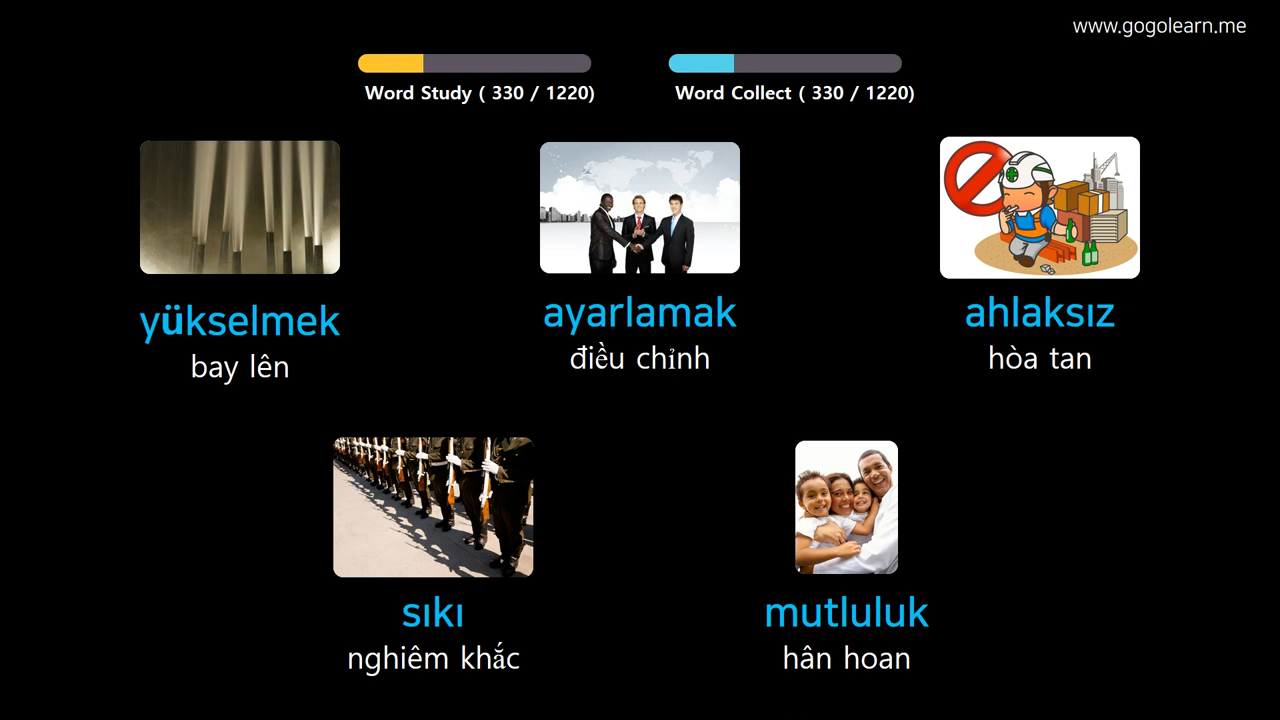 www.gogolearn.me
Word Study ( 330 / 1220)
Word Collect ( 330 / 1220)
yükselmek
bay lên
ayarlamak
điều chỉnh
ahlaksız
hòa tan
sıkı
nghiêm khắc
mutluluk
hân hoan